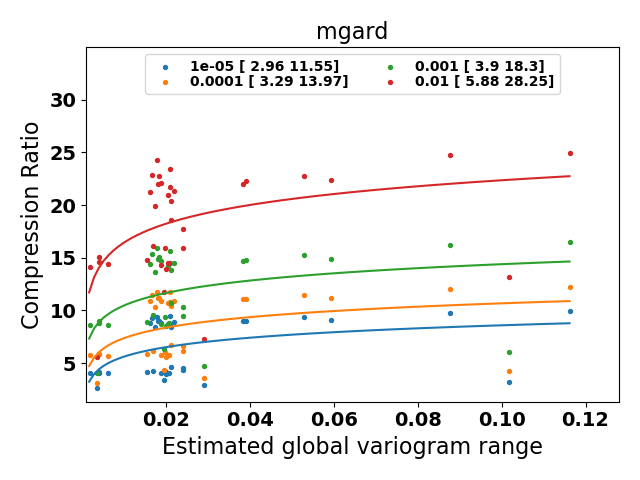 mgard
1e-05 [ 2.96 11.55]
0.0001 [ 3.29 13.97]
0.001 [ 3.9 18.3]
0.01 [ 5.88 28.25]
Compression Ratio
30
25
20
15
10
5
0.02 0.04 0.06 0.08 0.10 0.12
Estimated global variogram range